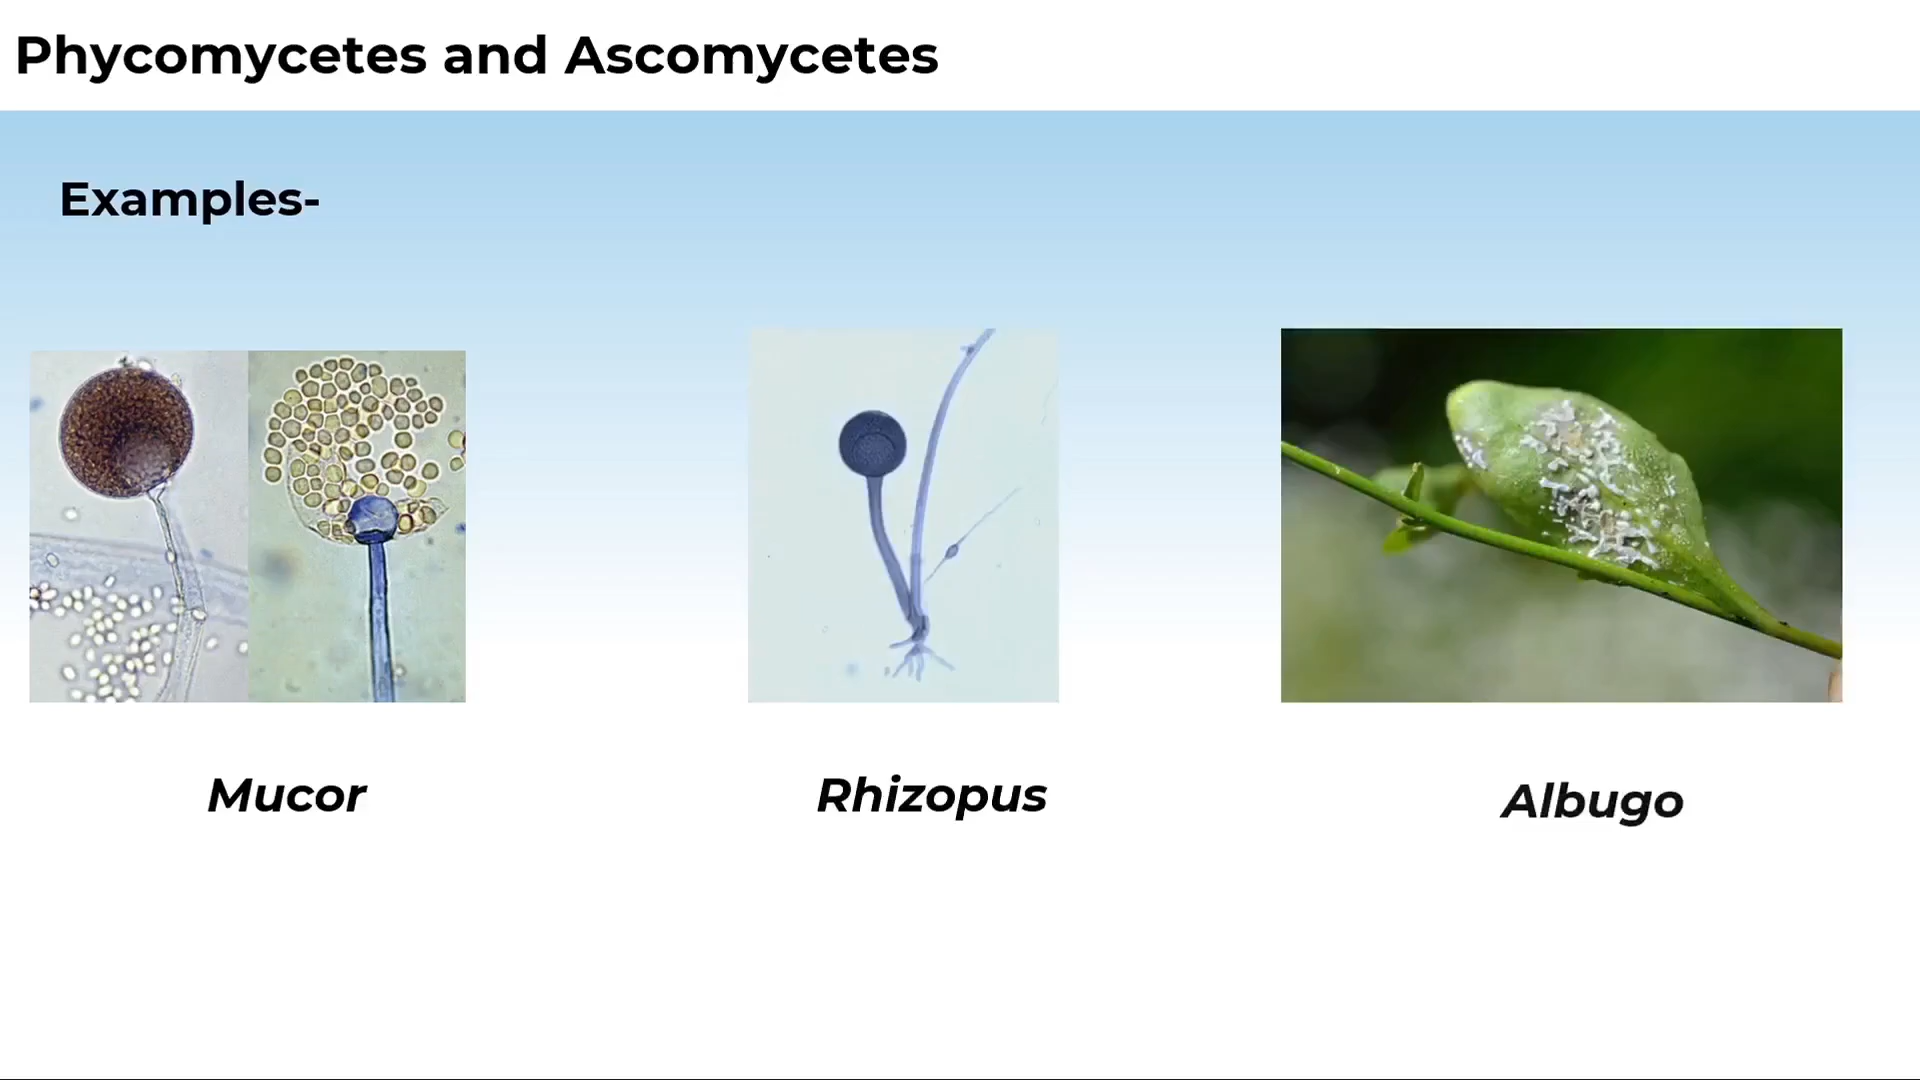 Phycomycetes and Ascomycetes
Examples-
Mucor
Rhizopus
Albugo